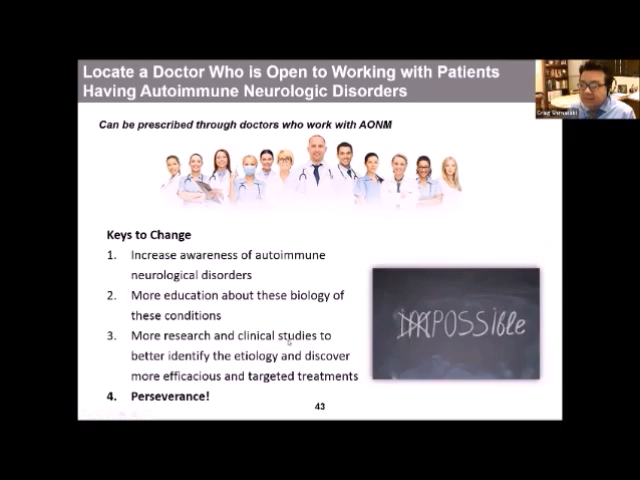 Locate a Doctor Who is Open to Working with Patients
Having Autoimmune Neurologic Disorders
Can be prescribed through doctors who work with AONM
Keys to Change
1. Increase awareness of autoimmune
neurological disorders
2. More education about these biology of
these conditions
3. More research and clinical studies to
better identify the etiology and discover
more efficacious and targeted treatments
4. Perseverance!
IMPOSSIBLE
43